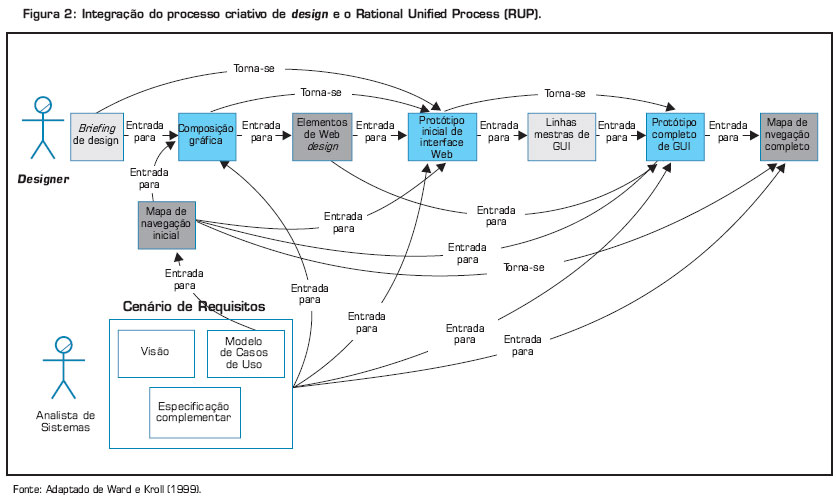 Figura 2: Integração do processo criativo de design e o Rational Unified Process (RUP).
Torna-se
Torna-se
Torna-se
Briefing
de design
Entrada
para
Composição
gráfica
Entrada
para
Elementos
de Web
design
Entrada
para
Protótipo
inicial de
interface
Web
Entrada
para
Linhas
mestras de
GUI
Entrada
para
Protótipo
completo
de GUI
Entrada
para
Mapa de
nvegação
completo
Designer
Entrada
para
Mapa de
navegação
inicial
Entrada
para
Entrada
para
Entrada
para
Torna-se
Entrada
para
Entrada
para
Entrada
para
Entrada
para
Entrada
para
Cenário de Requisitos
Visão
Modelo
de Casos
de Uso
Especificação
complementar
Analista de
Sistemas
Fonte: Adaptado de Ward e Kroll (1999).